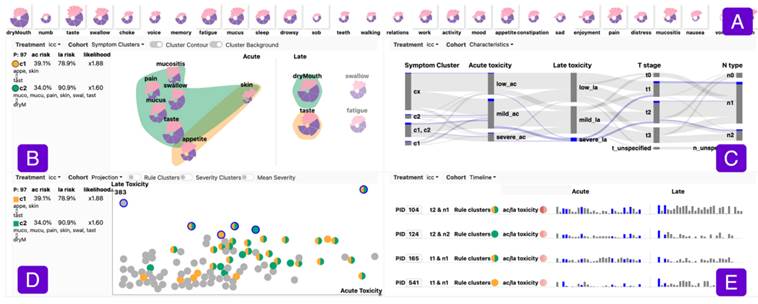 dryMouth numb taste swallow choke voice memory fatigue mucus sleep drowsy sob teeth walking relations work activity mood appetite constipation sad enjoyment pain distress mucositis nausea
A
Treatment icc Cohort Symptom Clusters Cluster Contour Cluster Background
P: 97 ac risk la risk likelihood
c1 39.1% 78.9% x1.88
appe, skin
tast
c2 34.0% 90.9% x1.60
muco, mucu, pain, skin, swal, tast
dryM
Acute Late
mucositis
pain
swallow
mucus
taste
appetite
skin
dryMouth swallow
taste fatigue
B
Treatment icc Cohort Characteristics
Symptom Cluster Acute toxicity Late toxicity T stage N type
cx
c2
c1, c2
c1
low_ac
mild_ac
severe_ac
low_la
mild_la
severe_la
t0
t1
t2
t3
t_unspecified
n0
n1
n2
C
Treatment icc Cohort Projection Rule Clusters Severity Clusters Mean Severity
P: 97 ac risk la risk likelihood
c1 39.1% 78.9% x1.88
appe, skin
tast
c2 34.0% 90.9% x1.60
muco, mucu, pain, skin, swal, tast
dryM
Late Toxicity
383
Acute Toxicity
D
Treatment icc Cohort Timeline
Acute Late
PID 104 t2 & n1 Rule clusters ac/la toxicity
PID 124 t2 & n1 Rule clusters ac/la toxicity
PID 165 t1 & n1 Rule clusters ac/la toxicity
PID 541 t1 & n1 Rule clusters ac/la toxicity
E